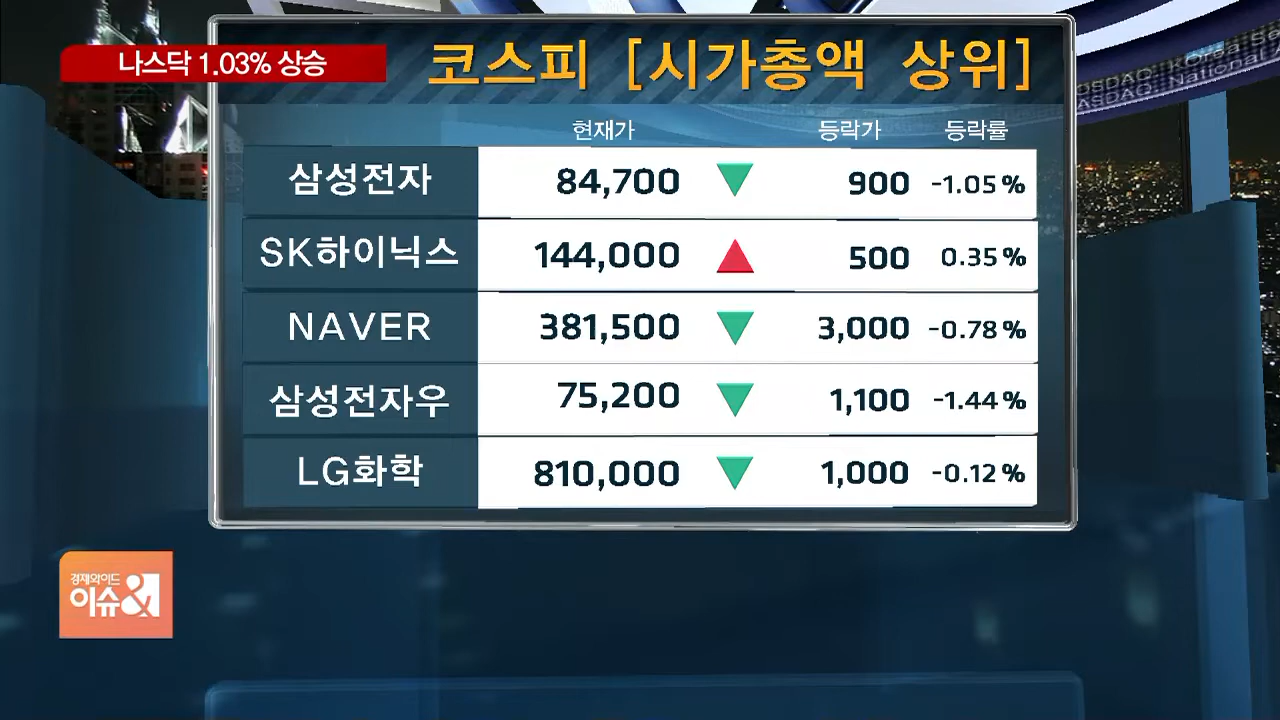 나스닥 1.03% 상승
코스피 [시가총액 상위]
현재가 등락가 등락률
삼성전자 84,700 ▼ 900 -1.05%
SK하이닉스 144,000 ▲ 500 0.35%
NAVER 381,500 ▼ 3,000 -0.78%
삼성전자우 75,200 ▼ 1,100 -1.44%
LG화학 810,000 ▼ 1,000 -0.12%
경제와이드
이슈&